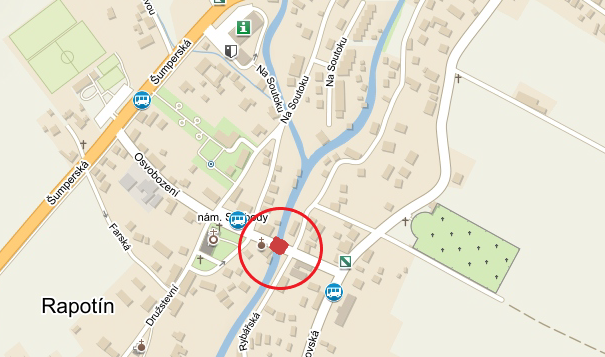 Šumperská
Na Soutoku
Na Soutoku
Na Soutoku
Osvobození
Šumperská
nám. Svobody
Farská
Rapotín
Družstevní
Rybářská